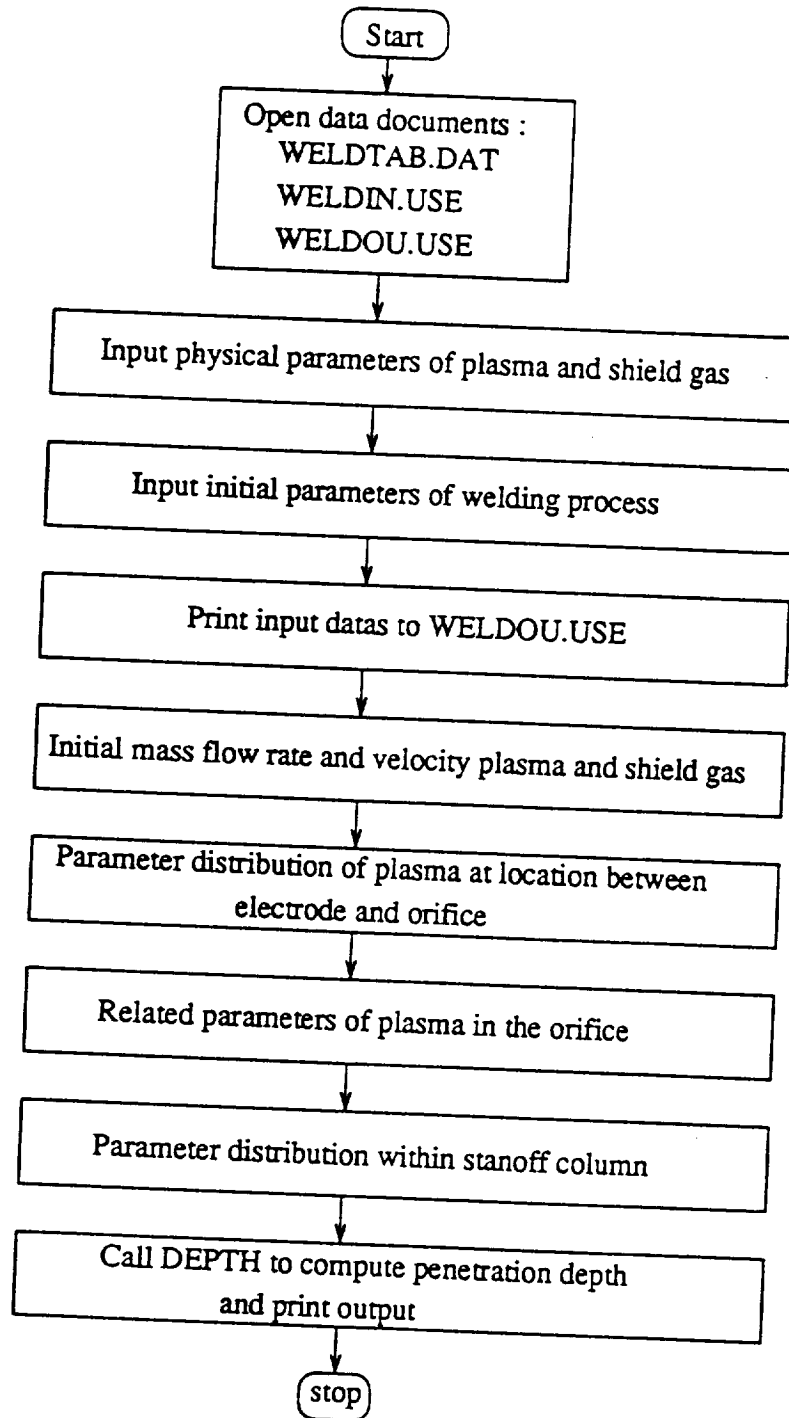 Start
Open data documents :
WELDTAB.DAT
WELDIN.USE
WELDOU.USE
Input physical parameters of plasma and shield gas
Input initial parameters of welding process
Print input datas to WELDOU.USE
Initial mass flow rate and velocity plasma and shield gas
Parameter distribution of plasma at location between
electrode and orifice
Related parameters of plasma in the orifice
Parameter distribution within stanoff column
Call DEPTH to compute penetration depth
and print output
stop